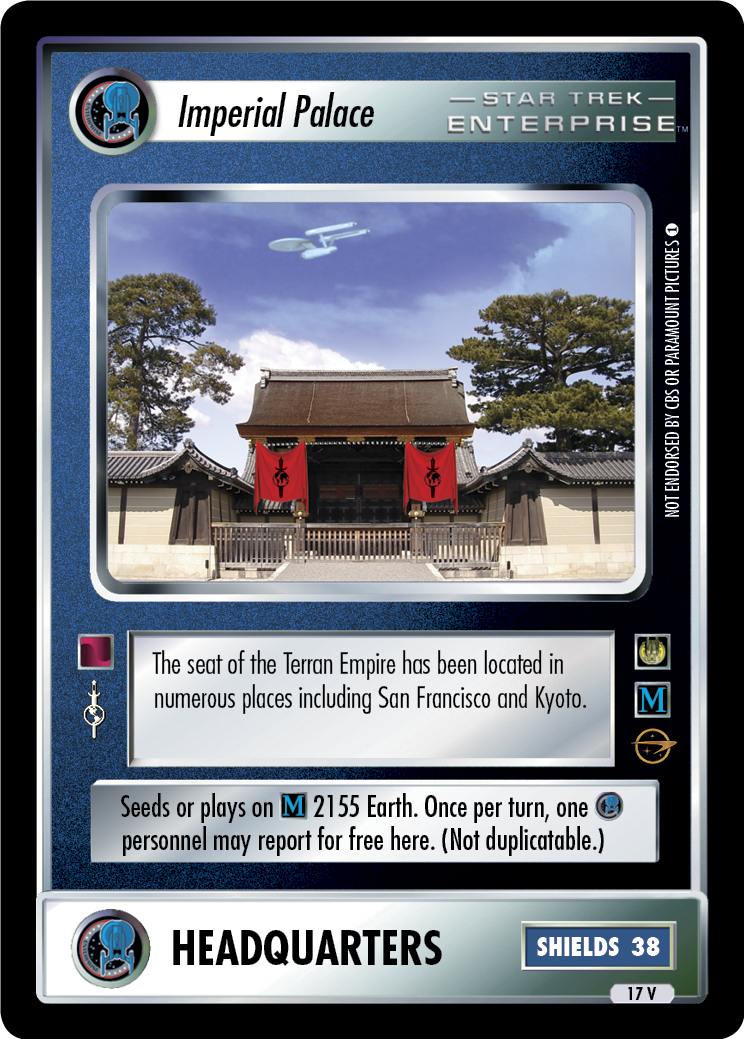 Imperial Palace
STAR TREK
ENTERPRISE™
NOT ENDORSED BY CBS OR PARAMOUNT PICTURES 1
The seat of the Terran Empire has been located in
numerous places including San Francisco and Kyoto.
M
Seeds or plays on M 2155 Earth. Once per turn, one
personnel may report for free here. (Not duplicatable.)
HEADQUARTERS
SHIELDS 38
17 V